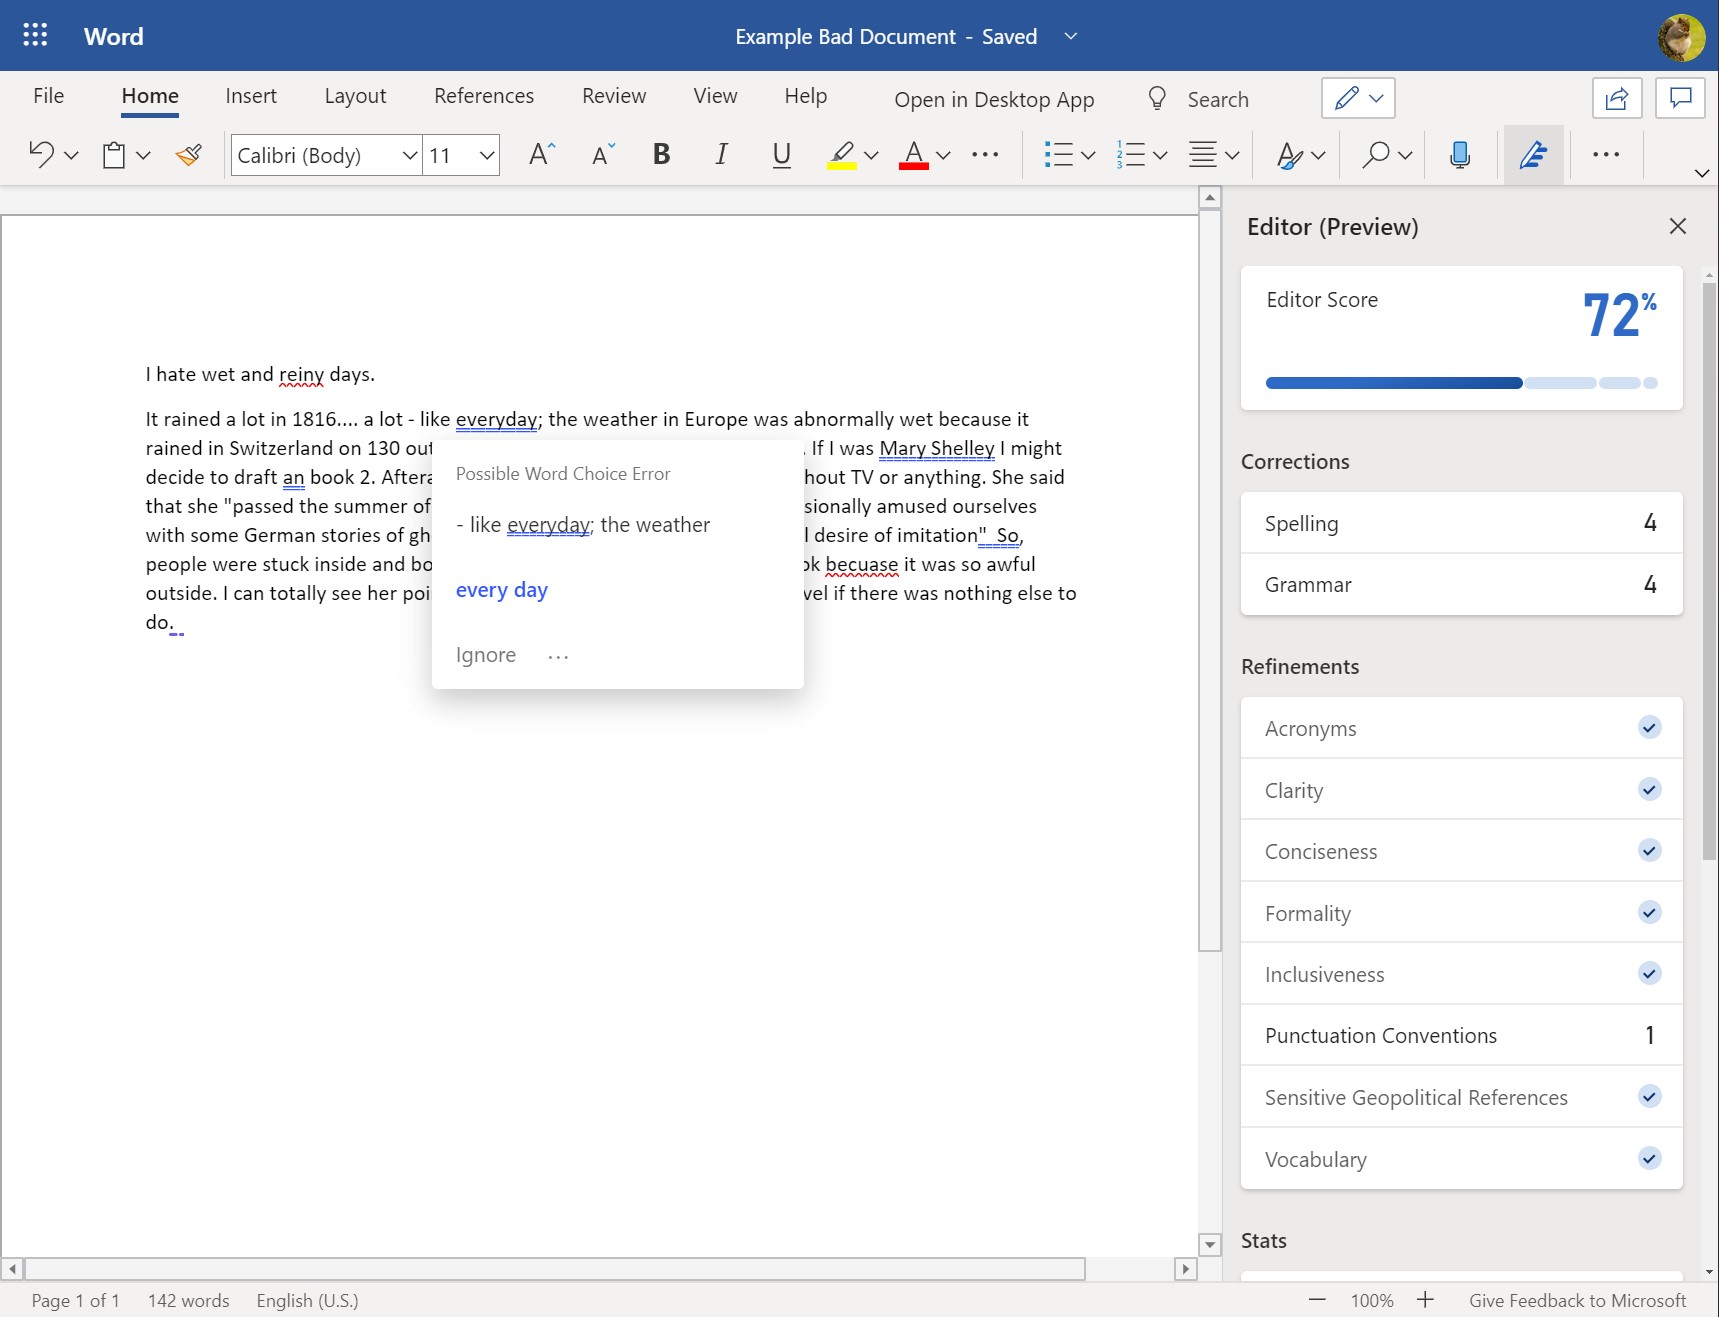 Word
Example Bad Document - Saved
File Home Insert Layout References Review View Help Open in Desktop App Search
Calibri (Body) 11 A A B I U A
I hate wet and reiny days.
It rained a lot in 1816.... a lot - like everyday; the weather in Europe was abnormally wet because it
rained in Switzerland on 130 out . If I was Mary Shelley I might
decide to draft an book 2. Aftera hout TV or anything. She said
that she "passed the summer of sionally amused ourselves
with some German stories of gh l desire of imitation" So,
people were stuck inside and bo ok becuase it was so awful
outside. I can totally see her poi vel if there was nothing else to
do.
Possible Word Choice Error
- like everyday; the weather
every day
Ignore ...
Editor (Preview)
Editor Score 72%
Corrections
Spelling 4
Grammar 4
Refinements
Acronyms
Clarity
Conciseness
Formality
Inclusiveness
Punctuation Conventions 1
Sensitive Geopolitical References
Vocabulary
Stats
Page 1 of 1 142 words English (U.S.) 100% Give Feedback to Microsoft